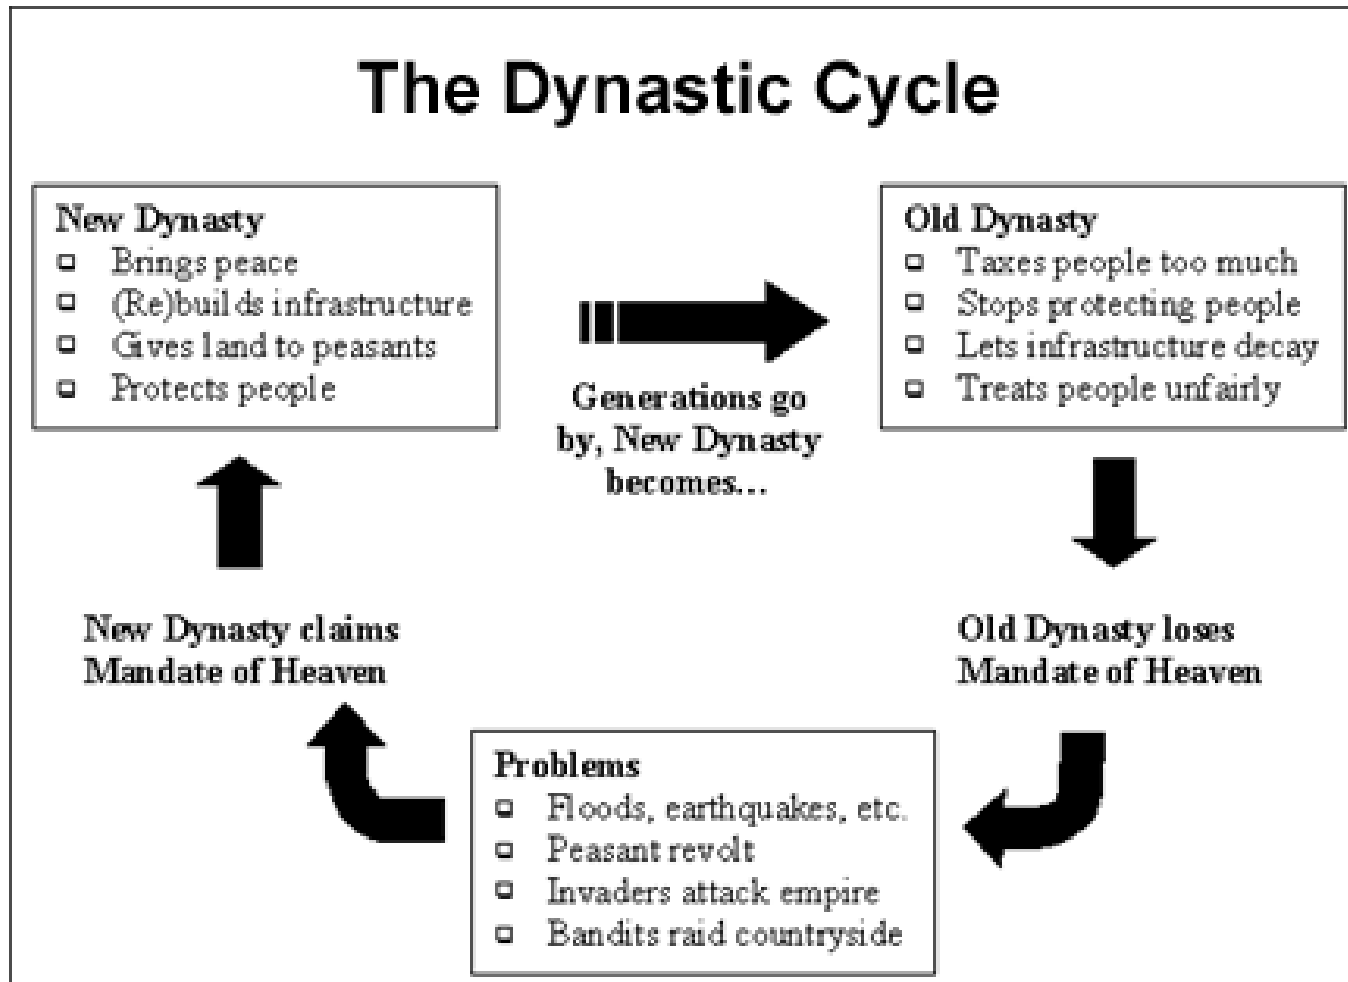 The Dynastic Cycle
New Dynasty
Brings peace
(Re)builds infrastructure
Gives land to peasants
Protects people
Generations go
by, New Dynasty
becomes...
Old Dynasty
Taxes people too much
Stops protecting people
Lets infrastructure decay
Treats people unfairly
Old Dynasty loses
Mandate of Heaven
Problems
Floods, earthquakes, etc.
Peasant revolt
Invaders attack empire
Bandits raid countryside
New Dynasty claims
Mandate of Heaven